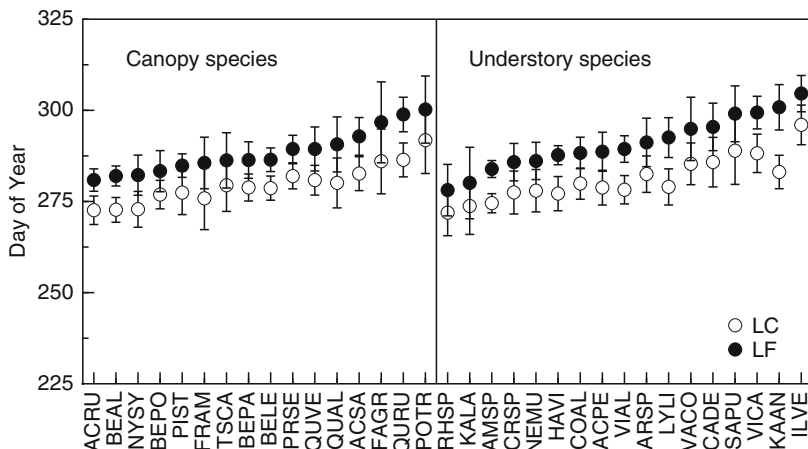 325
300
275
250
225
Day of Year
Canopy species
Understory species
LC
LF
ACRU
BEAL
NYSY
BEPO
PIST
FRAM
TSCA
BEPA
BELE
PRSE
QUVE
QUAL
ACSA
FAGR
QURU
POTR
RHSP
KALA
AMSP
CRSP
NEMU
HAVI
COAL
ACPE
VIAL
ARSP
LYLI
VACO
CADE
SAPU
VICA
KAAN
ILVE